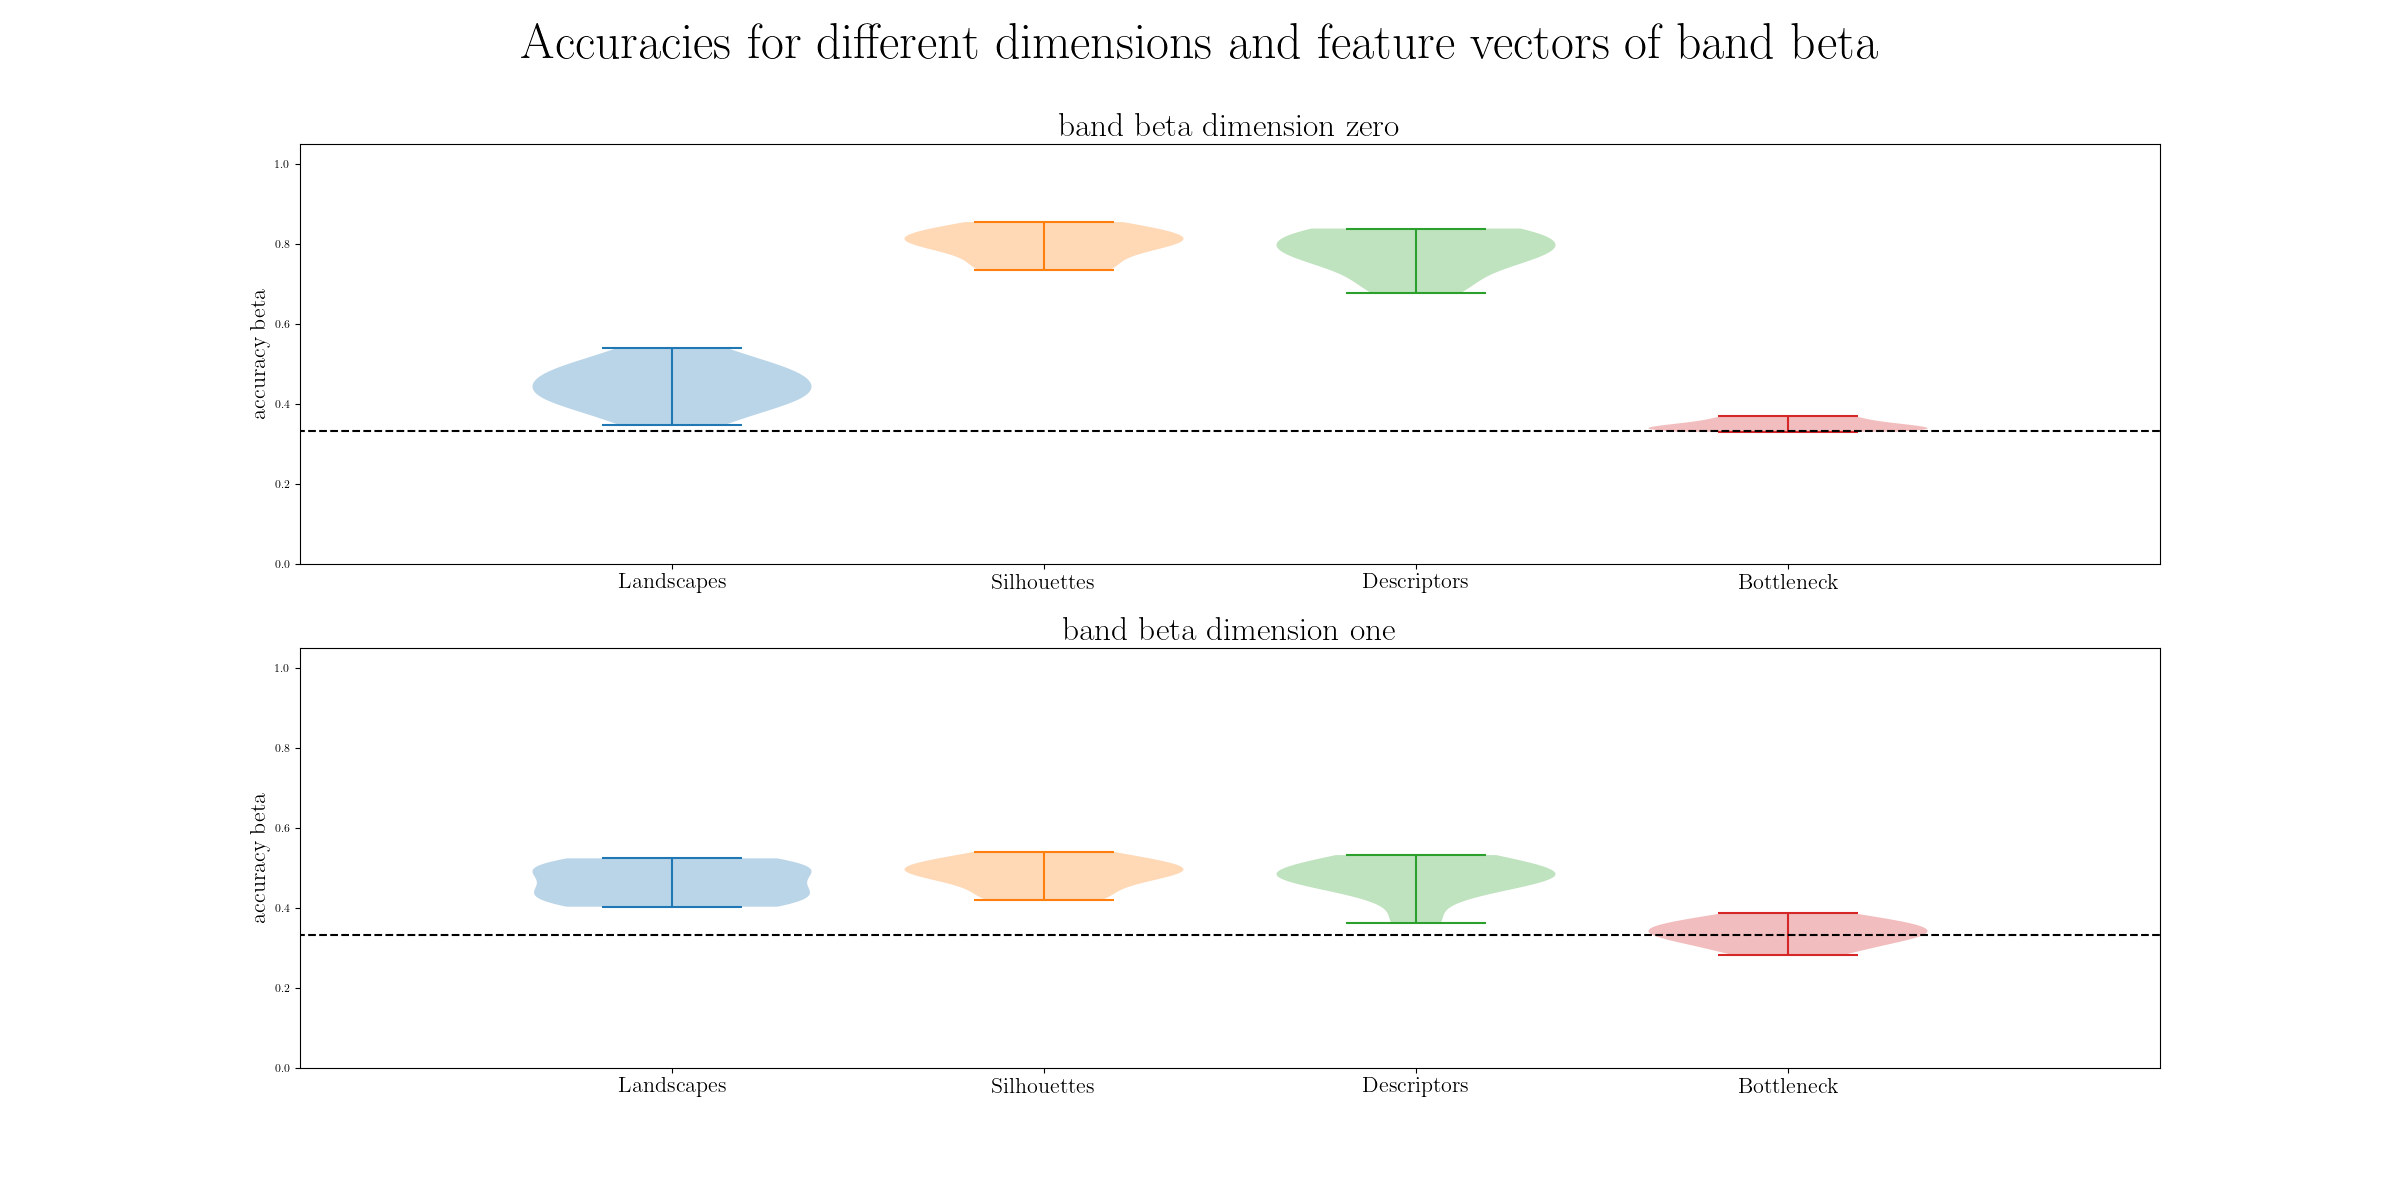 Accuracies for different dimensions and feature vectors of band beta
band beta dimension zero
accuracy beta
1.0
0.8
0.6
0.4
0.2
0.0
Landscapes Silhouettes Descriptors Bottleneck
band beta dimension one
accuracy beta
1.0
0.8
0.6
0.4
0.2
0.0
Landscapes Silhouettes Descriptors Bottleneck